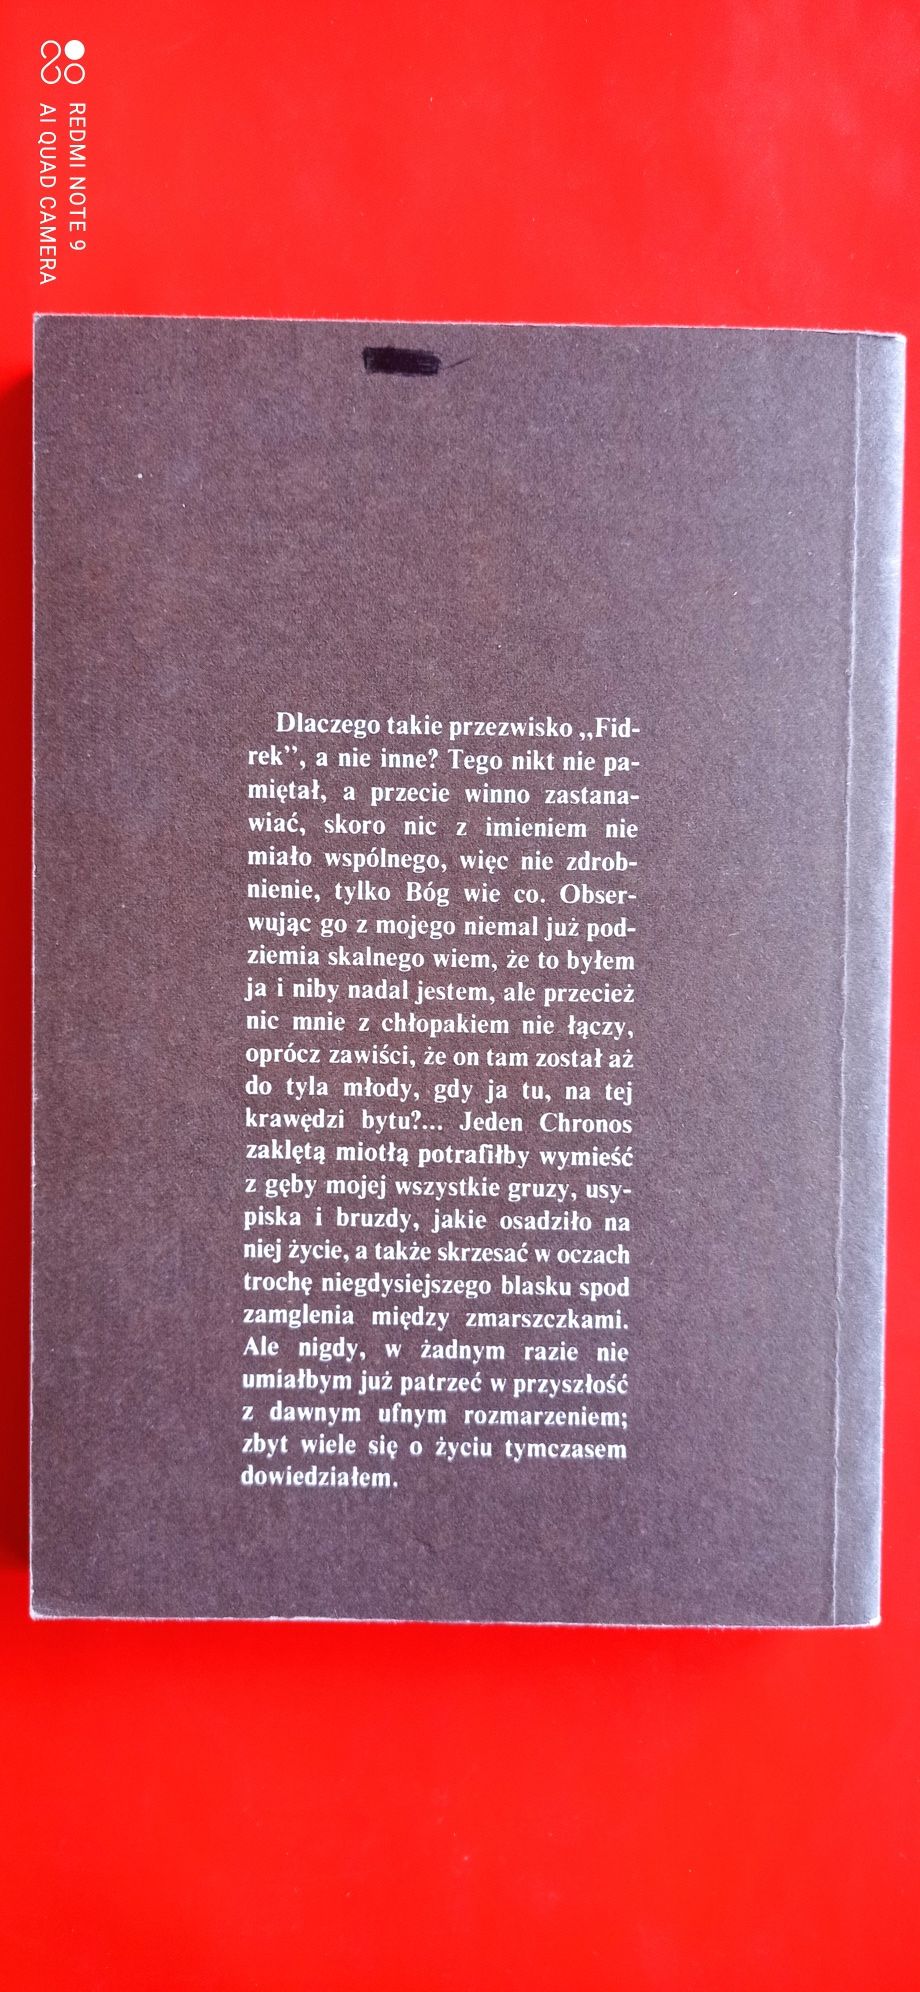 REDMI NOTE 9
AI QUAD CAMERA
Dlaczego takie przezwisko „Fid-
rek”, a nie inne? Tego nikt nie pa-
miętał, a przecie winno zastana-
wiać, skoro nic z imieniem nie
miało wspólnego, więc nie zdrob-
nienie, tylko Bóg wie co. Obser-
wując go z mojego niemal już pod-
ziemia skalnego wiem, że to byłem
ja i niby nadal jestem, ale przecież
nic mnie z chłopakiem nie łączy,
oprócz zawiści, że on tam został aż
do tyla młody, gdy ja tu, na tej
krawędzi bytu?... Jeden Chronos
zaklętą miotłą potrafiłby wymieść
z gęby mojej wszystkie gruzy, usy-
piska i bruzdy, jakie osadziło na
niej życie, a także skrzesać w oczach
trochę niegdysiejszego blasku spod
zamglenia między zmarszczkami.
Ale nigdy, w żadnym razie nie
umiałbym już patrzeć w przyszłość
z dawnym ufnym rozmarzeniem;
zbyt wiele się o życiu tymczasem
dowiedziałem.